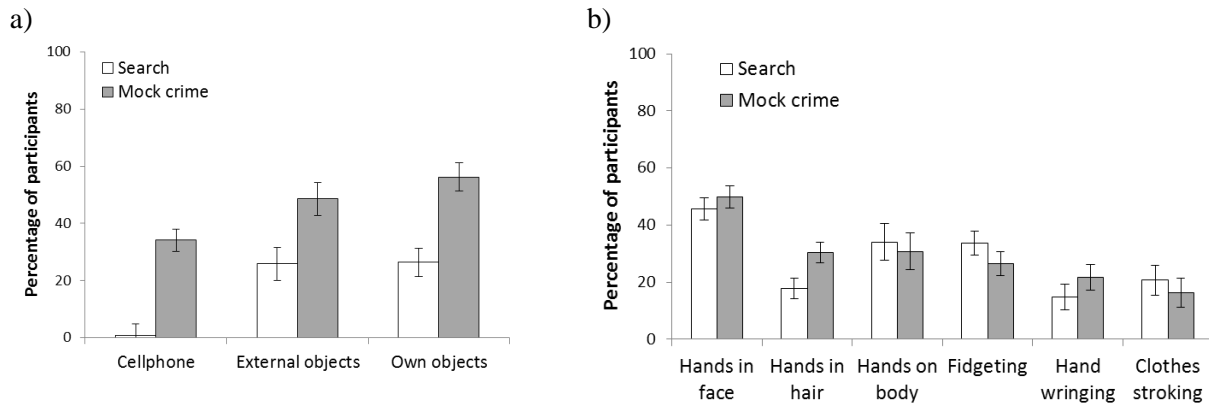 a)
100
80
60
40
20
0
Percentage of participants
Search
Mock crime
Cellphone
External objects
Own objects
b)
100
80
60
40
20
0
Percentage of participants
Search
Mock crime
Hands in
face
Hands in
hair
Hands on
body
Fidgeting
Hand
wringing
Clothes
stroking